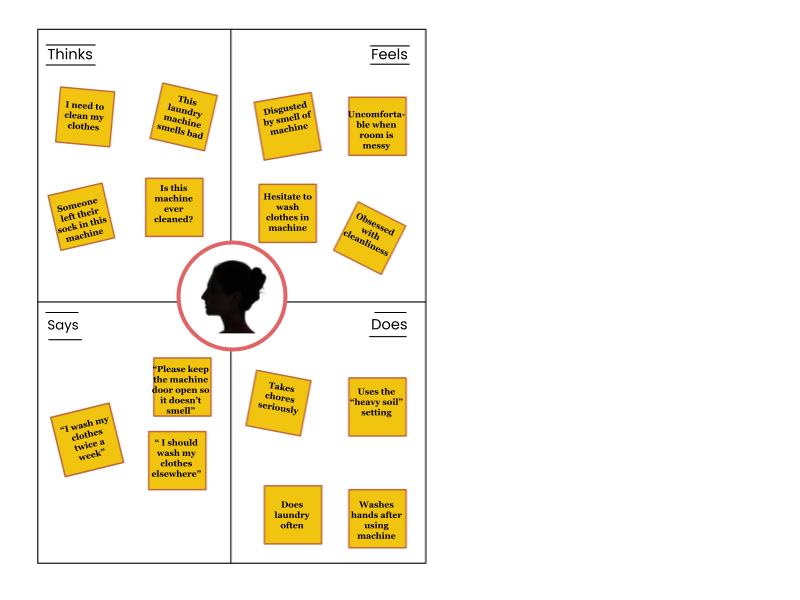 Thinks
I need to
clean my
clothes
This
laundry
machine
smells bad
Someone
left their
sock in this
machine
Is this
machine
ever
cleaned?
Feels
Disgusted
by smell of
machine
Uncomforta-
ble when
room is
messy
Hesitate to
wash
clothes in
machine
Obsessed
with
cleanliness
Says
"Please keep
the machine
door open so
it doesn't
smell"
"I wash my
clothes
twice a
week"
" I should
wash my
clothes
elsewhere"
Does
Takes
chores
seriously
Uses the
"heavy soil"
setting
Does
laundry
often
Washes
hands after
using
machine